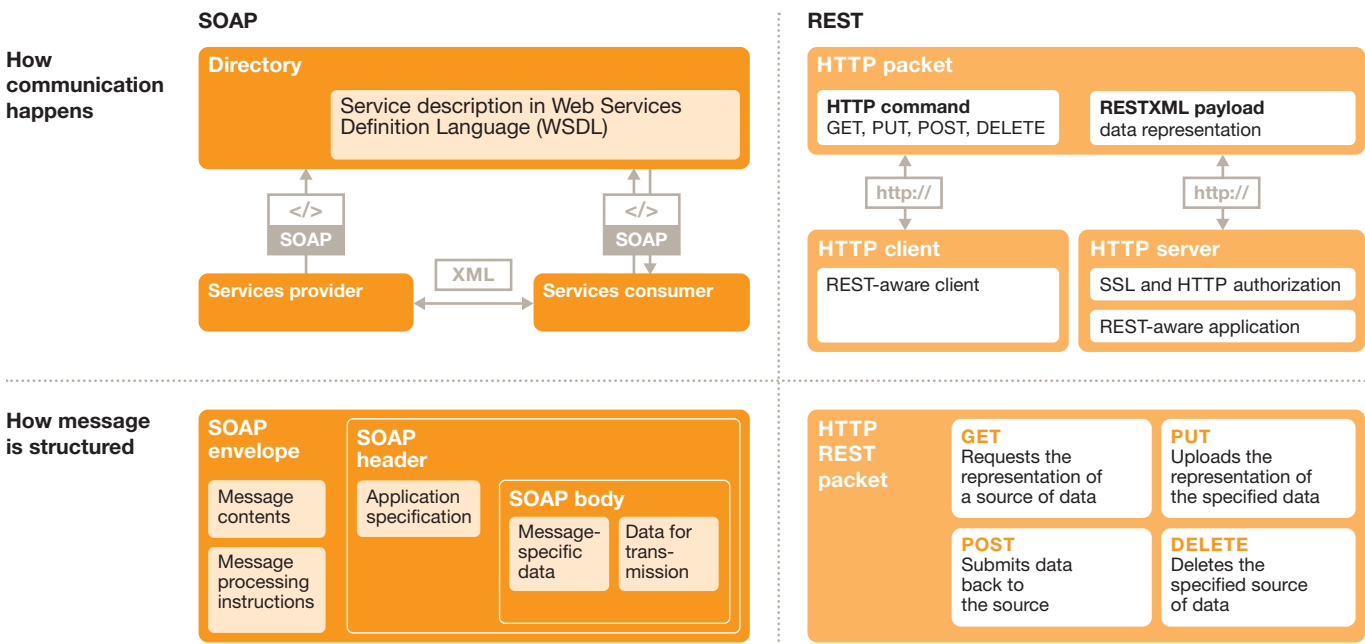 SOAP
REST
How
communication
happens
Directory
Service description in Web Services
Definition Language (WSDL)
</>
SOAP
</>
SOAP
Services provider
XML
Services consumer
HTTP packet
HTTP command
GET, PUT, POST, DELETE
RESTXML payload
data representation
http://
http://
HTTP client
REST-aware client
HTTP server
SSL and HTTP authorization
REST-aware application
How message
is structured
SOAP
envelope
Message
contents
Message
processing
instructions
SOAP
header
Application
specification
SOAP body
Message-
specific
data
Data for
trans-
mission
HTTP
REST
packet
GET
Requests the
representation of
a source of data
PUT
Uploads the
representation of
the specified data
POST
Submits data
back to
the source
DELETE
Deletes the
specified source
of data